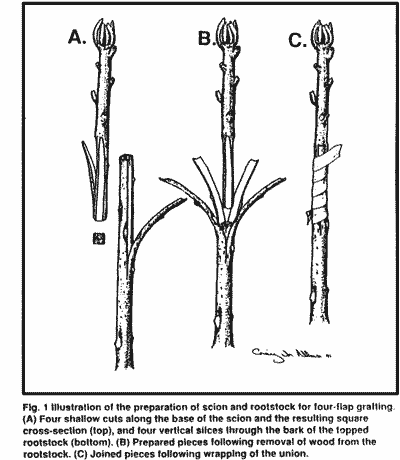 A. B. C.
Fig. 1 Illustration of the preparation of scion and rootstock for four-flap grafting.
(A) Four shallow cuts along the base of the scion and the resulting square
cross-section (top), and four vertical slices through the bark of the topped
rootstock (bottom). (B) Prepared pieces following removal of wood from the
rootstock. (C) Joined pieces following wrapping of the union.